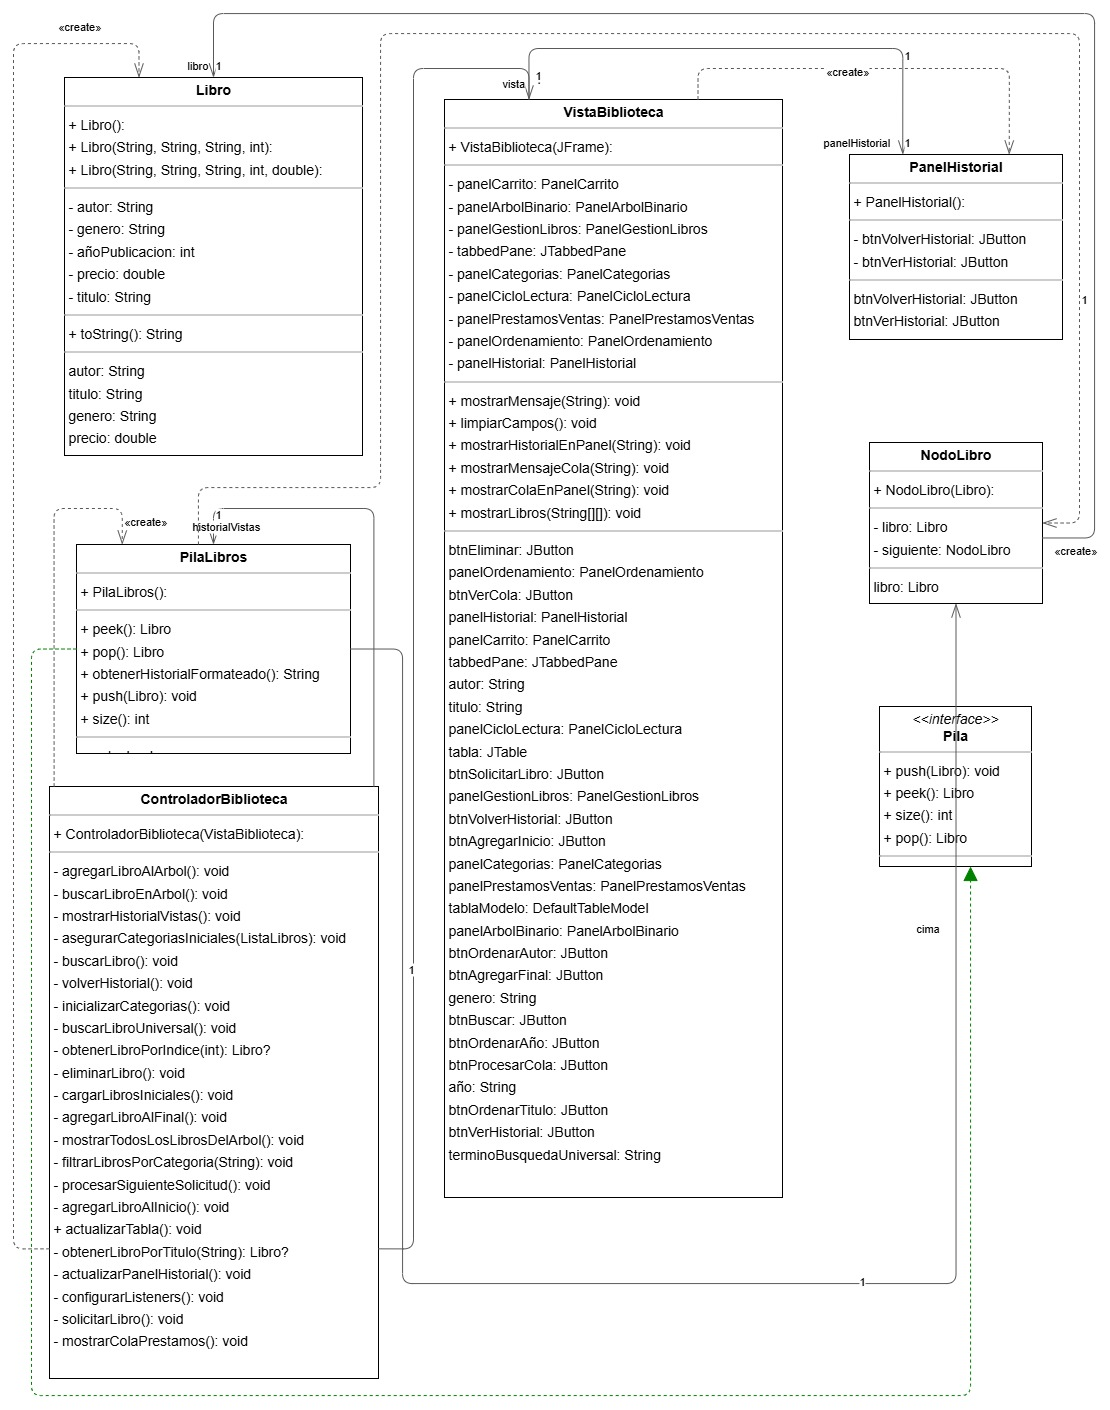 «create»
libro
1
Libro
+ Libro():
+ Libro(String, String, String, int):
+ Libro(String, String, String, int, double):
- autor: String
- genero: String
- añoPublicacion: int
- precio: double
- titulo: String
+ toString(): String
autor: String
titulo: String
genero: String
precio: double
vista
1
VistaBiblioteca
+ VistaBiblioteca(JFrame):
- panelCarrito: PanelCarrito
- panelArbolBinario: PanelArbolBinario
- panelGestionLibros: PanelGestionLibros
- tabbedPane: JTabbedPane
- panelCategorias: PanelCategorias
- panelCicloLectura: PanelCicloLectura
- panelPrestamosVentas: PanelPrestamosVentas
- panelOrdenamiento: PanelOrdenamiento
- panelHistorial: PanelHistorial
+ mostrarMensaje(String): void
+ limpiarCampos(): void
+ mostrarHistorialEnPanel(String): void
+ mostrarMensajeCola(String): void
+ mostrarColaEnPanel(String): void
+ mostrarLibros(String[][]): void
btnEliminar: JButton
panelOrdenamiento: PanelOrdenamiento
btnVerCola: JButton
panelHistorial: PanelHistorial
panelCarrito: PanelCarrito
tabbedPane: JTabbedPane
autor: String
titulo: String
panelCicloLectura: PanelCicloLectura
tabla: JTable
btnSolicitarLibro: JButton
panelGestionLibros: PanelGestionLibros
btnVolverHistorial: JButton
btnAgregarInicio: JButton
panelCategorias: PanelCategorias
panelPrestamosVentas: PanelPrestamosVentas
tablaModelo: DefaultTableModel
panelArbolBinario: PanelArbolBinario
btnOrdenarAutor: JButton
btnAgregarFinal: JButton
genero: String
btnBuscar: JButton
btnOrdenarAño: JButton
btnProcesarCola: JButton
año: String
btnOrdenarTitulo: JButton
btnVerHistorial: JButton
terminoBusquedaUniversal: String
«create»
1
panelHistorial
1
PanelHistorial
+ PanelHistorial():
- btnVolverHistorial: JButton
- btnVerHistorial: JButton
btnVolverHistorial: JButton
btnVerHistorial: JButton
1
NodoLibro
+ NodoLibro(Libro):
- libro: Libro
- siguiente: NodoLibro
libro: Libro
«create»
«create»
1
historialVistas
PilaLibros
+ PilaLibros():
+ peek(): Libro
+ pop(): Libro
+ obtenerHistorialFormateado(): String
+ push(Libro): void
+ size(): int
<<interface>>
Pila
+ push(Libro): void
+ peek(): Libro
+ size(): int
+ pop(): Libro
cima
1
1
ControladorBiblioteca
+ ControladorBiblioteca(VistaBiblioteca):
- agregarLibroAlArbol(): void
- buscarLibroEnArbol(): void
- mostrarHistorialVistas(): void
- asegurarCategoriasIniciales(ListaLibros): void
- buscarLibro(): void
- volverHistorial(): void
- inicializarCategorias(): void
- buscarLibroUniversal(): void
- obtenerLibroPorIndice(int): Libro?
- eliminarLibro(): void
- cargarLibrosIniciales(): void
- agregarLibroAlFinal(): void
- mostrarTodosLosLibrosDelArbol(): void
- filtrarLibrosPorCategoria(String): void
- procesarSiguienteSolicitud(): void
- agregarLibroAlInicio(): void
+ actualizarTabla(): void
- obtenerLibroPorTitulo(String): Libro?
- actualizarPanelHistorial(): void
- configurarListeners(): void
- solicitarLibro(): void
- mostrarColaPrestamos(): void